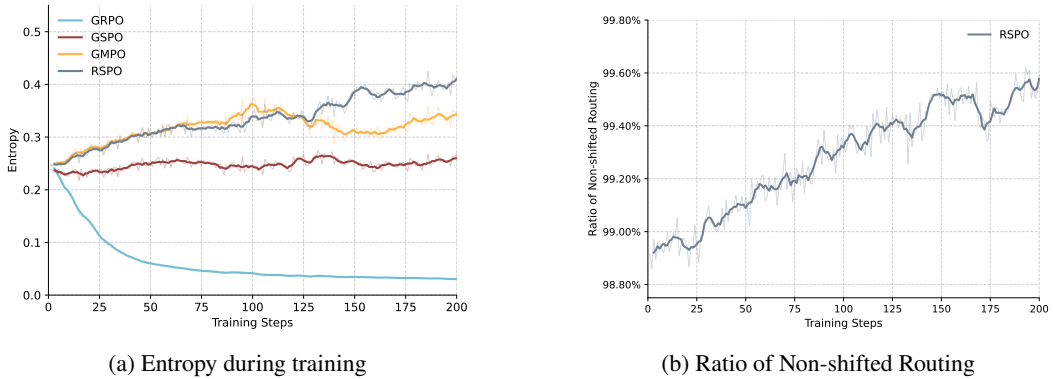 GRPO
GSPO
GMPO
RSPO
0.5
0.4
0.3
0.2
0.1
0.0
Entropy
0 25 50 75 100 125 150 175 200
Training Steps
(a) Entropy during training
99.80%
99.60%
99.40%
99.20%
99.00%
98.80%
Ratio of Non-shifted Routing
RSPO
0 25 50 75 100 125 150 175 200
Training Steps
(b) Ratio of Non-shifted Routing